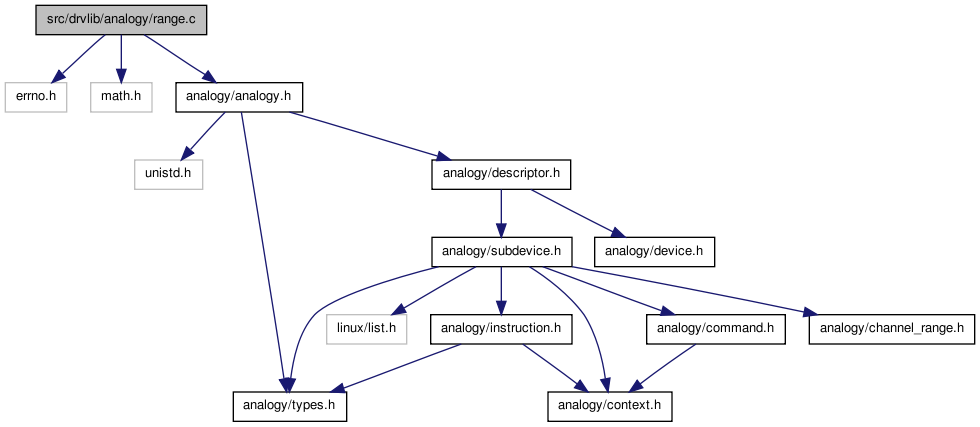 src/drvlib/analogy/range.c
errno.h
math.h
analogy/analogy.h
unistd.h
analogy/descriptor.h
analogy/subdevice.h
analogy/device.h
linux/list.h
analogy/instruction.h
analogy/command.h
analogy/channel_range.h
analogy/types.h
analogy/context.h